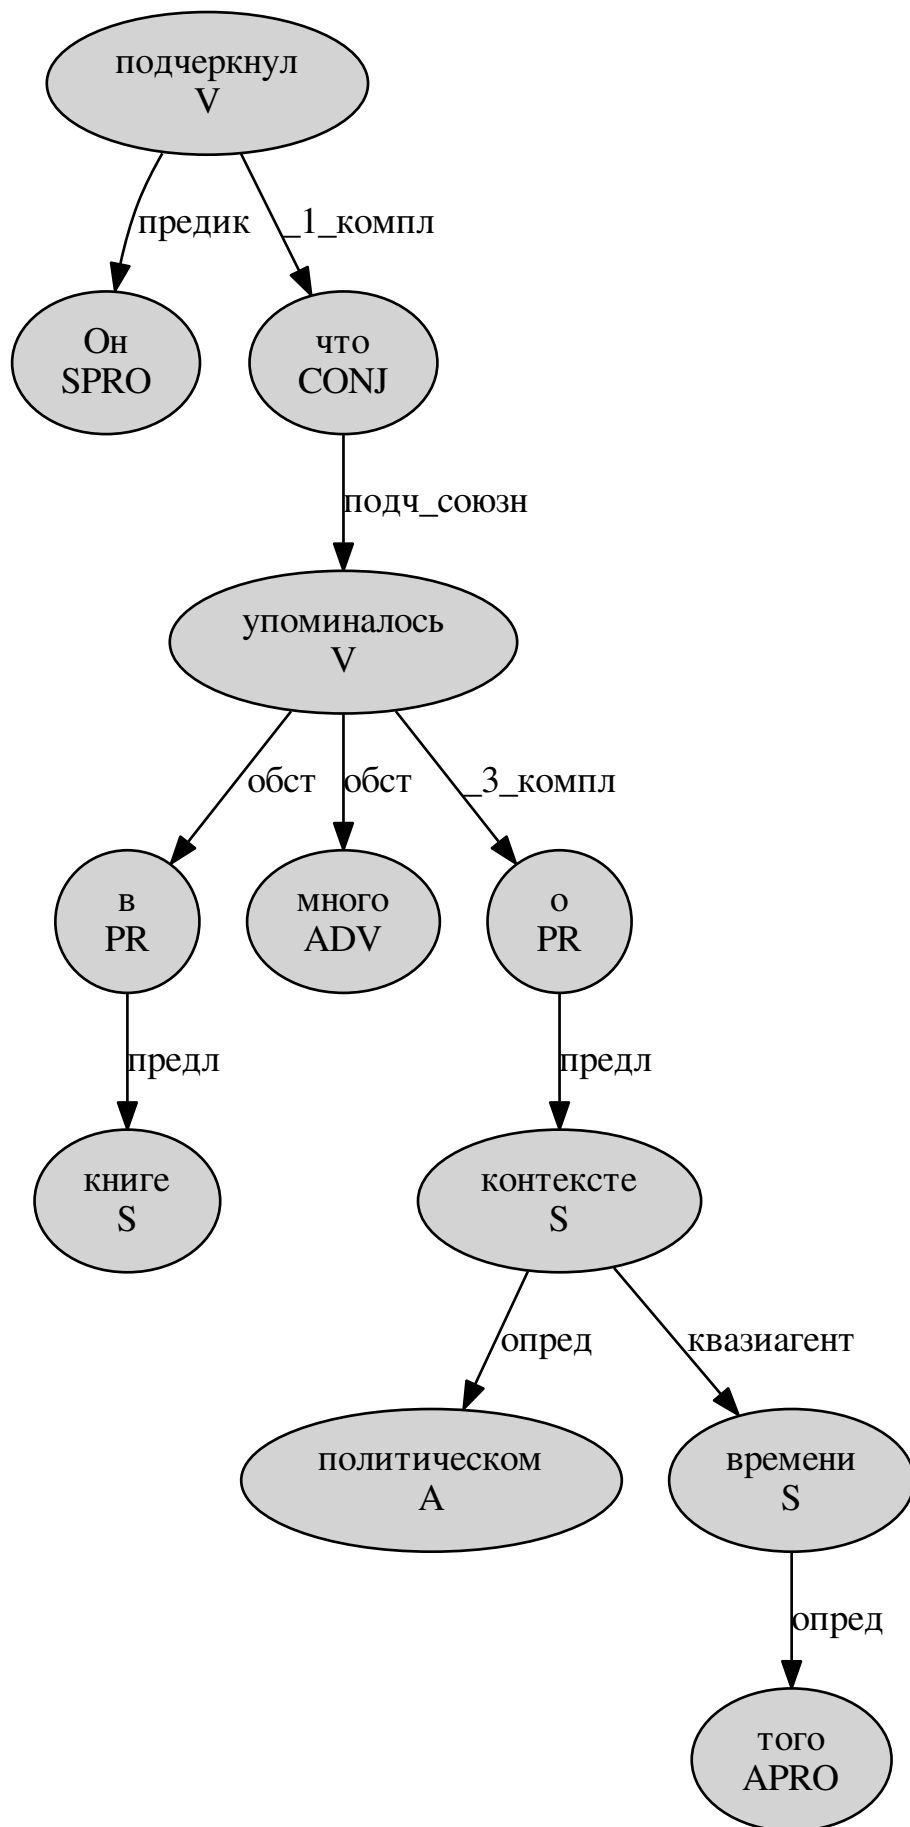 подчеркнул
V
предик
_1_компл
Он
SPRO
что
CONJ
подч_союзн
упоминалось
V
обст
обст
_3_компл
в
PR
много
ADV
о
PR
предл
предл
книге
S
контексте
S
опред
квазиагент
политическом
A
времени
S
опред
того
APRO